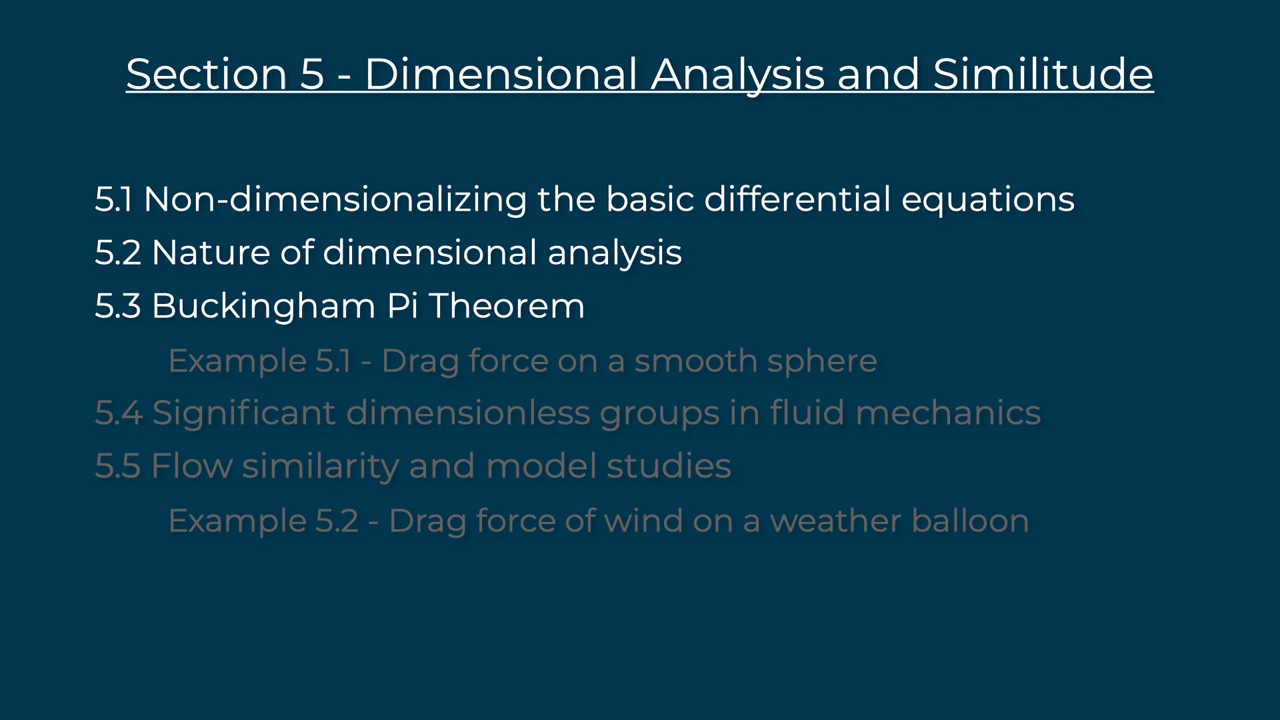 Section 5 - Dimensional Analysis and Similitude
5.1 Non-dimensionalizing the basic differential equations
5.2 Nature of dimensional analysis
5.3 Buckingham Pi Theorem
Example 5.1 - Drag force on a smooth sphere
5.4 Significant dimensionless groups in fluid mechanics
5.5 Flow similarity and model studies
Example 5.2 - Drag force of wind on a weather balloon